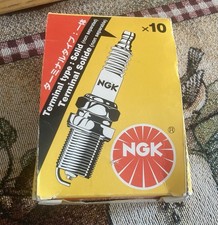 ×10
ターミナルタイプ：一体
Terminal type : Solid
Terminal Solide
NGK
NGK
®